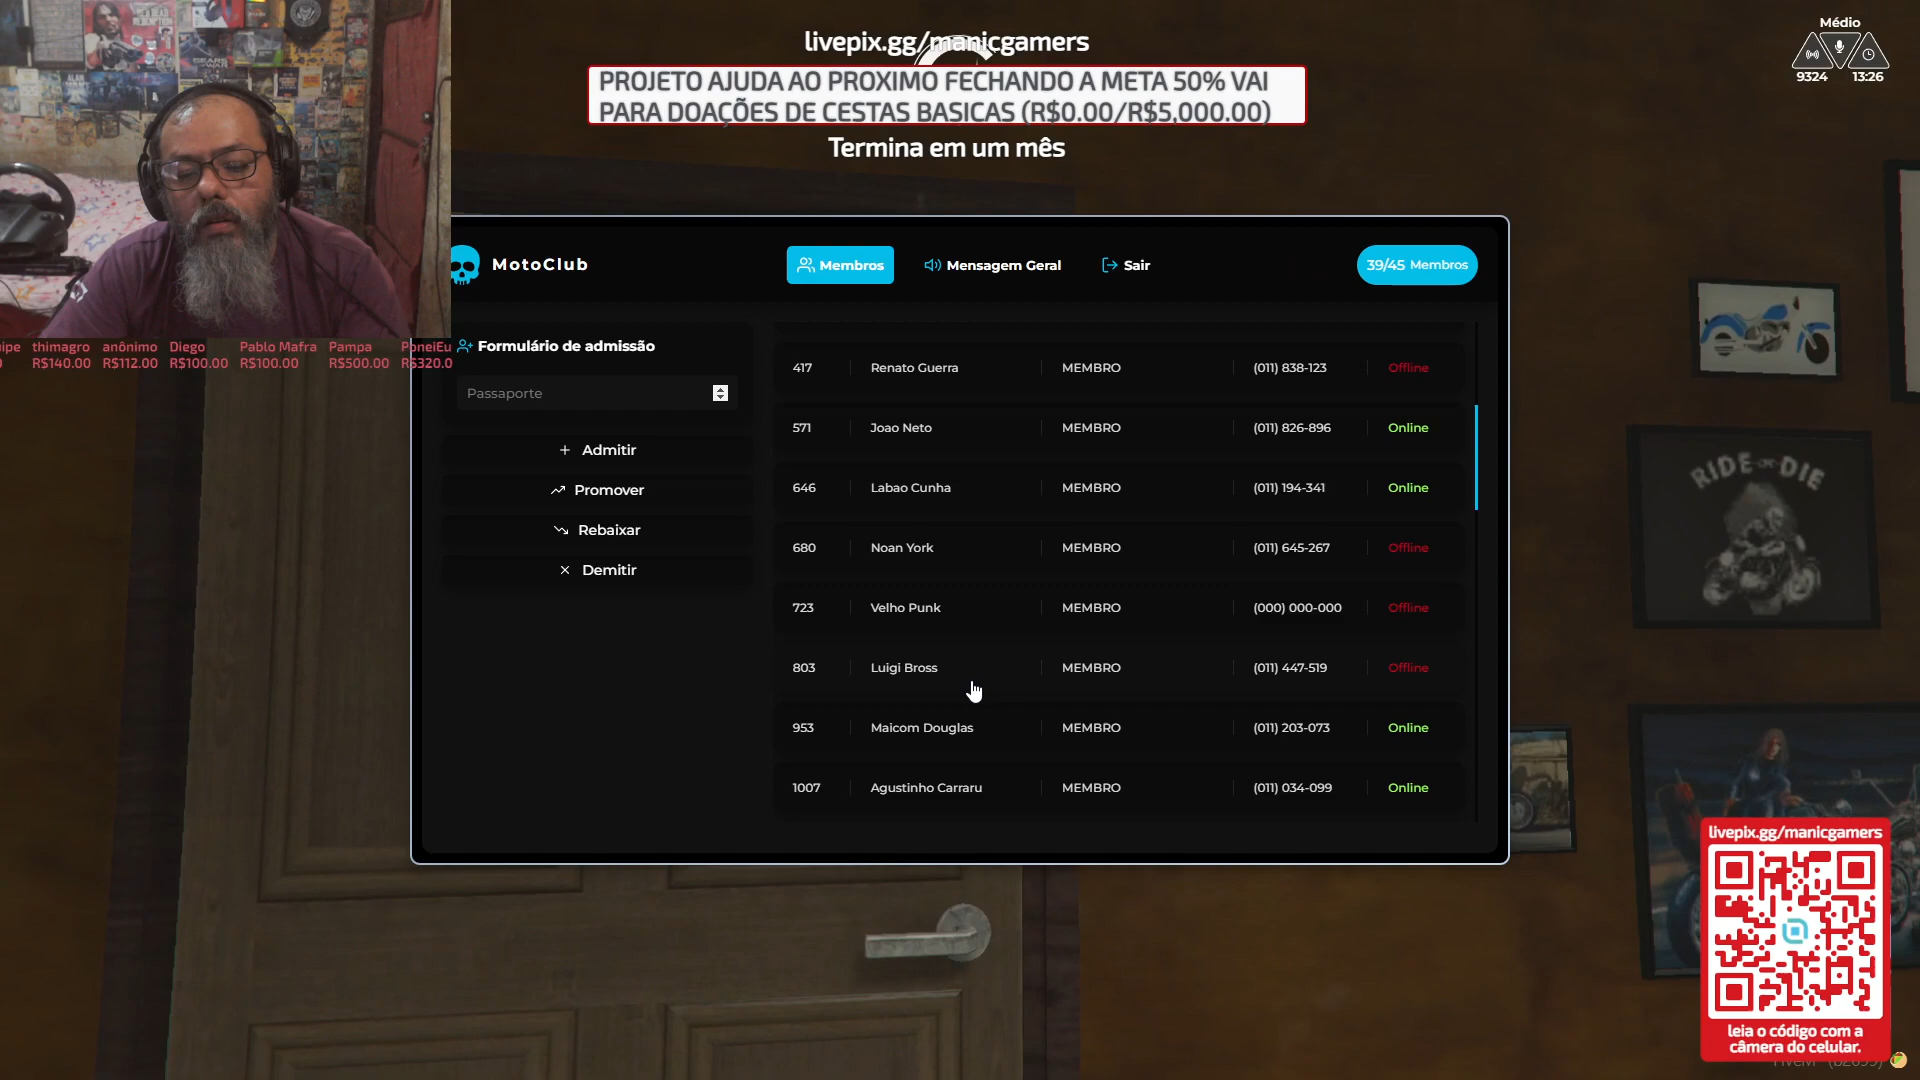 livepix.gg/manicgamers
PROJETO AJUDA AO PROXIMO FECHANDO A META 50% VAI
PARA DOAÇÕES DE CESTAS BASICAS (R$0.00/R$5,000.00)
Termina em um mês
Médio
9324 13:26
MotoClub
Membros
Mensagem Geral
Sair
39/45 Membros
ipe thimagro anônimo Diego Pablo Mafra Pampa PoneiEu
0 R$140.00 R$112.00 R$100.00 R$100.00 R$500.00 R$320.0
Formulário de admissão
Passaporte
Admitir
Promover
Rebaixar
Demitir
417 Renato Guerra MEMBRO (011) 838-123 Offline
571 Joao Neto MEMBRO (011) 826-896 Online
646 Labao Cunha MEMBRO (011) 194-341 Online
680 Noan York MEMBRO (011) 645-267 Offline
723 Velho Punk MEMBRO (000) 000-000 Offline
803 Luigi Bross MEMBRO (011) 447-519 Offline
953 Maicom Douglas MEMBRO (011) 203-073 Online
1007 Agustinho Carraru MEMBRO (011) 034-099 Online
RIDE OR DIE
livepix.gg/manicgamers
leia o código com a
câmera do celular.